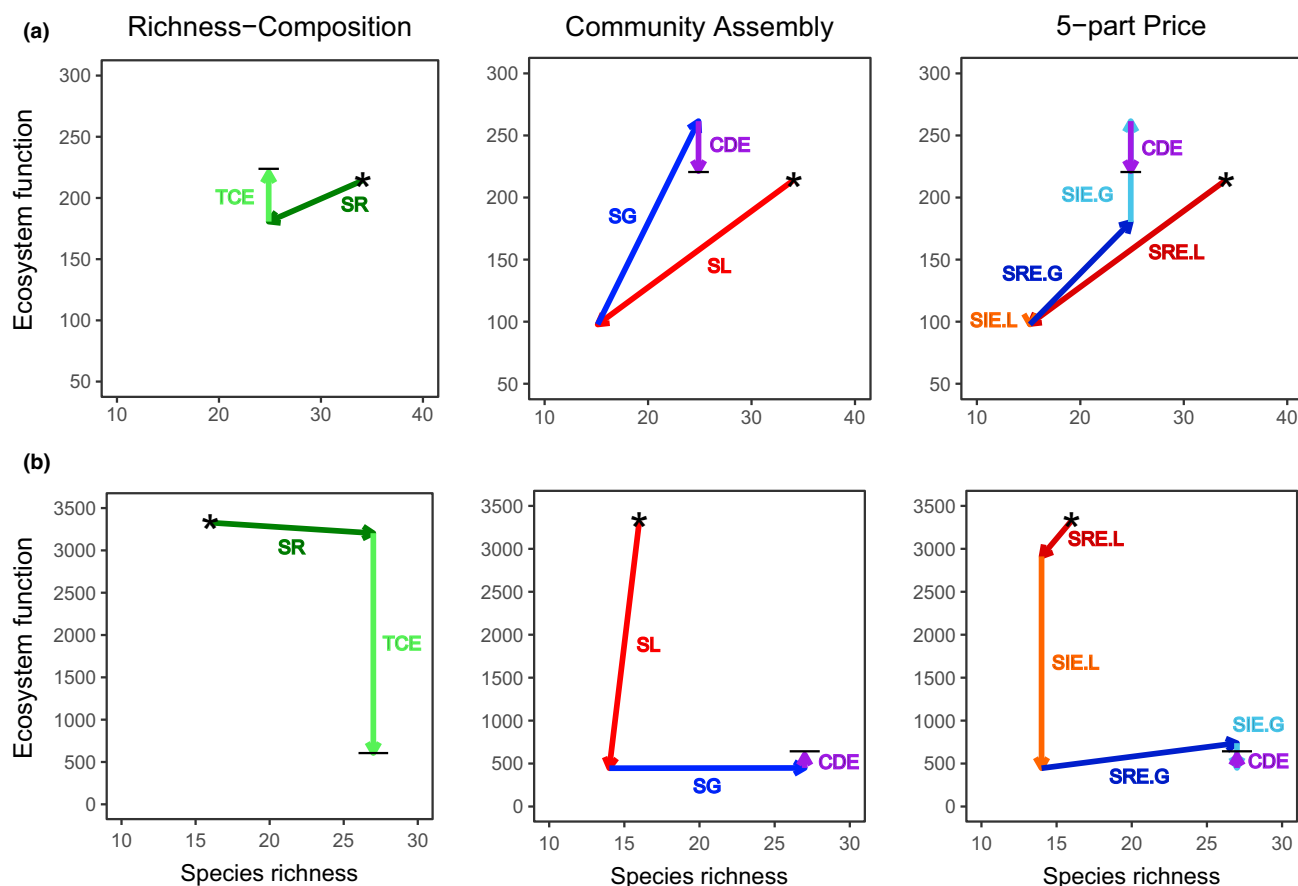 (a)
Richness−Composition
Community Assembly
5−part Price
Ecosystem function
300
250
200
150
100
50
10
20
30
40
TCE
SR
*
300
250
200
150
100
50
10
20
30
40
SG
CDE
SL
*
300
250
200
150
100
50
10
20
30
40
CDE
SIE.G
SRE.G
SRE.L
SIE.L
*
(b)
Ecosystem function
3500
3000
2500
2000
1500
1000
500
0
10
15
20
25
30
*
SR
TCE
Species richness
3500
3000
2500
2000
1500
1000
500
0
10
15
20
25
30
*
SL
CDE
SG
Species richness
3500
3000
2500
2000
1500
1000
500
0
10
15
20
25
30
*
SRE.L
SIE.L
SIE.G
CDE
SRE.G
Species richness